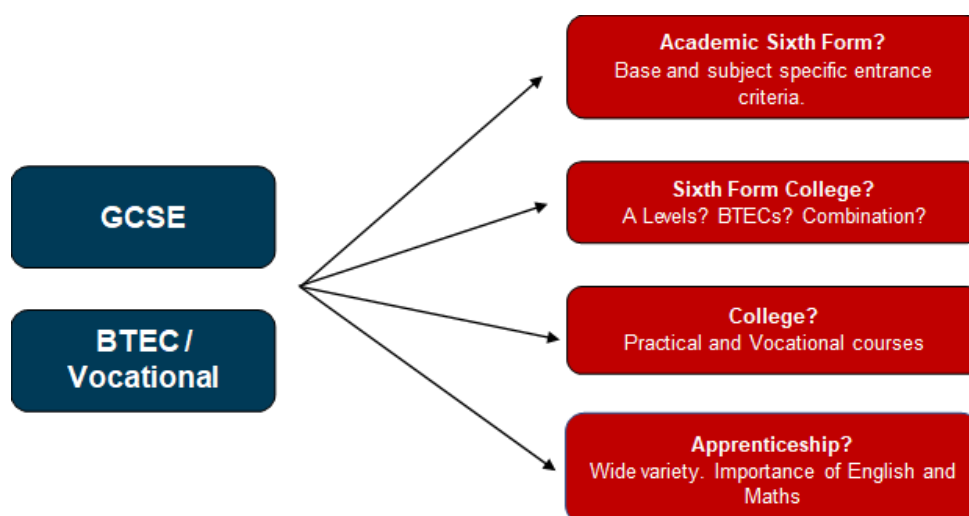 GCSE
BTEC /
Vocational
Academic Sixth Form?
Base and subject specific entrance
criteria.
Sixth Form College?
A Levels? BTECs? Combination?
College?
Practical and Vocational courses
Apprenticeship?
Wide variety. Importance of English and
Maths